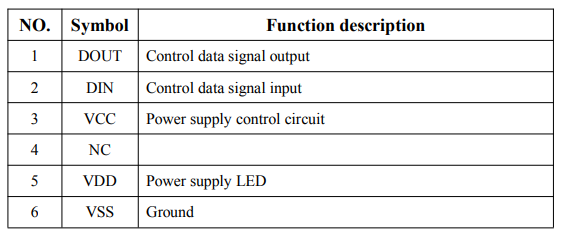 NO. Symbol Function description
1 DOUT Control data signal output
2 DIN Control data signal input
3 VCC Power supply control circuit
4 NC
5 VDD Power supply LED
6 VSS Ground